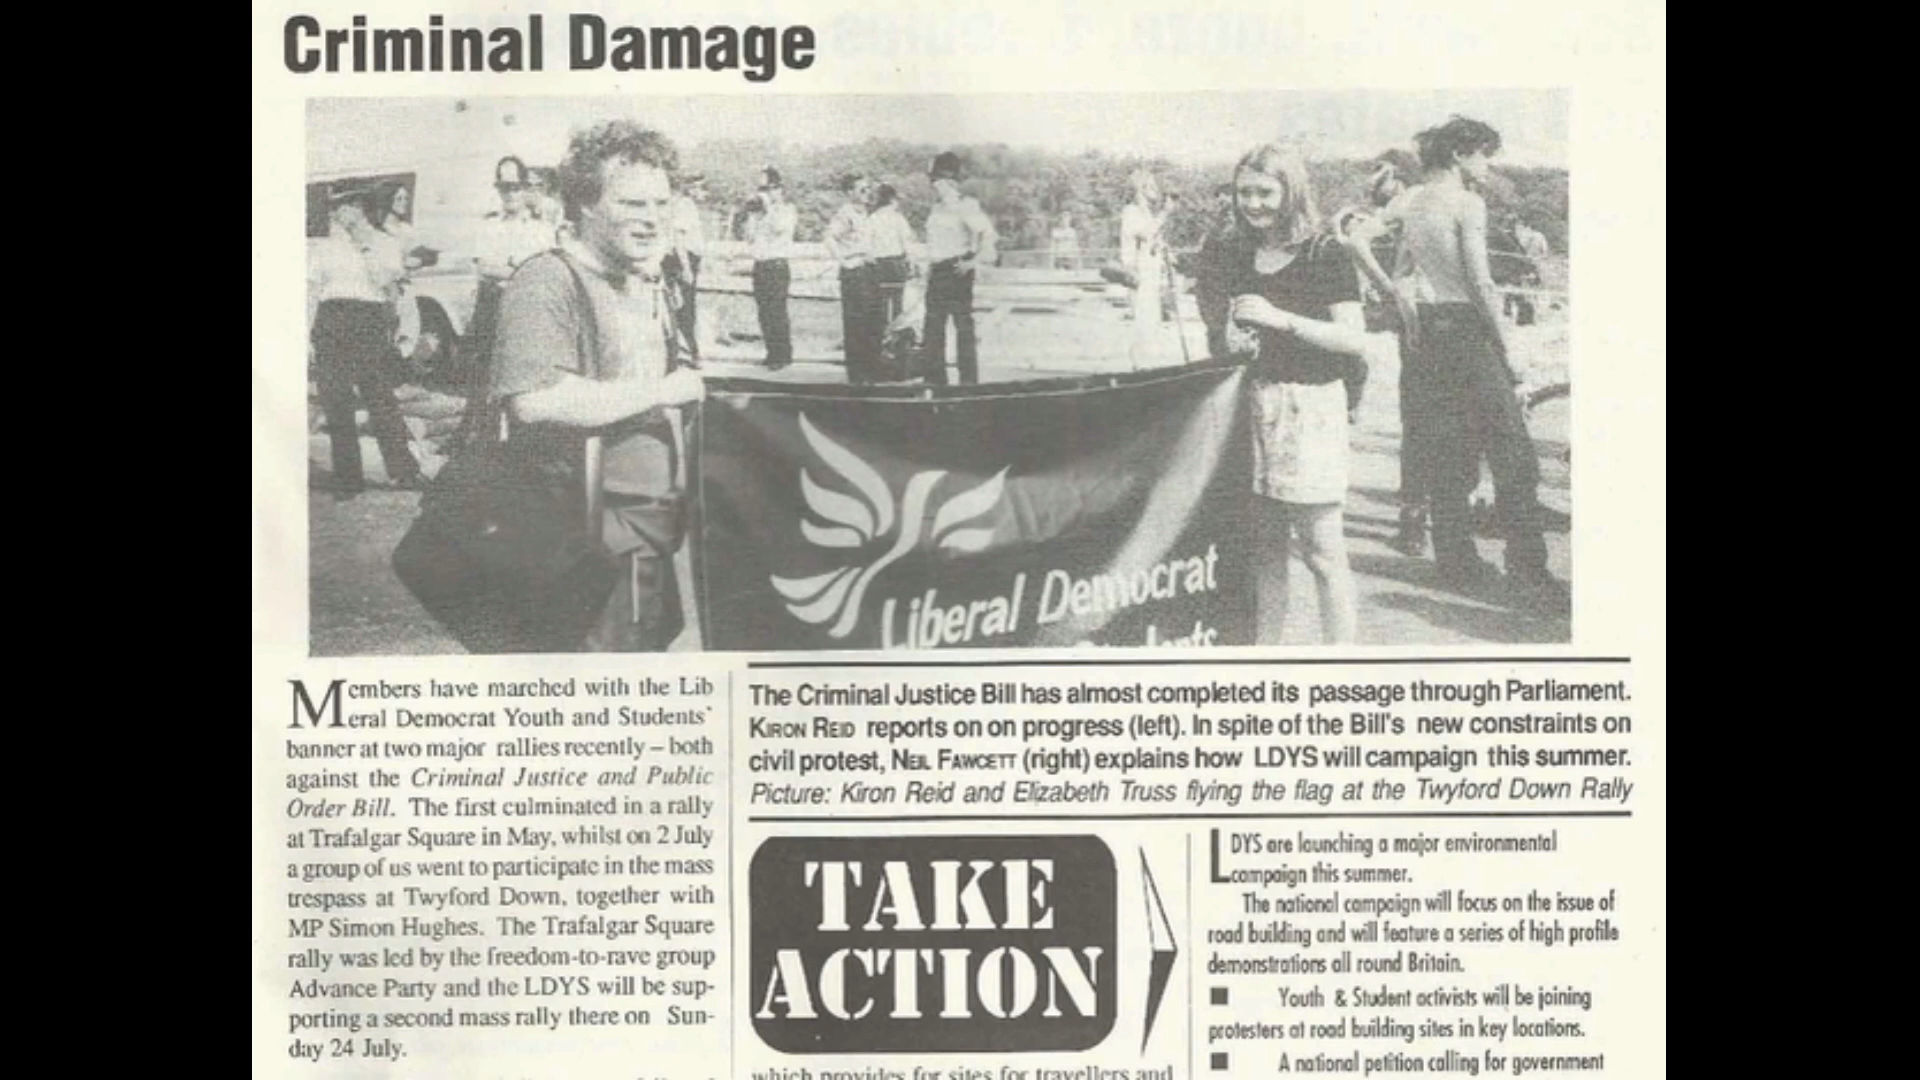 Criminal Damage
Liberal Democrat
Members have marched with the Lib
eral Democrat Youth and Students'
banner at two major rallies recently – both
against the Criminal Justice and Public
Order Bill. The first culminated in a rally
at Trafalgar Square in May, whilst on 2 July
a group of us went to participate in the mass
trespass at Twyford Down, together with
MP Simon Hughes. The Trafalgar Square
rally was led by the freedom-to-rave group
Advance Party and the LDYS will be sup-
porting a second mass rally there on Sun-
day 24 July.
The Criminal Justice Bill has almost completed its passage through Parliament.
KIRON REID reports on on progress (left). In spite of the Bill's new constraints on
civil protest, NEIL FAWCETT (right) explains how LDYS will campaign this summer.
Picture: Kiron Reid and Elizabeth Truss flying the flag at the Twyford Down Rally
TAKE
ACTION
which provides for sites for travellers and
LDYS are launching a major environmental
campaign this summer.
The national campaign will focus on the issue of
road building and will feature a series of high profile
demonstrations all round Britain.
■ Youth & Student activists will be joining
protesters at road building sites in key locations.
■ A national petition calling for government